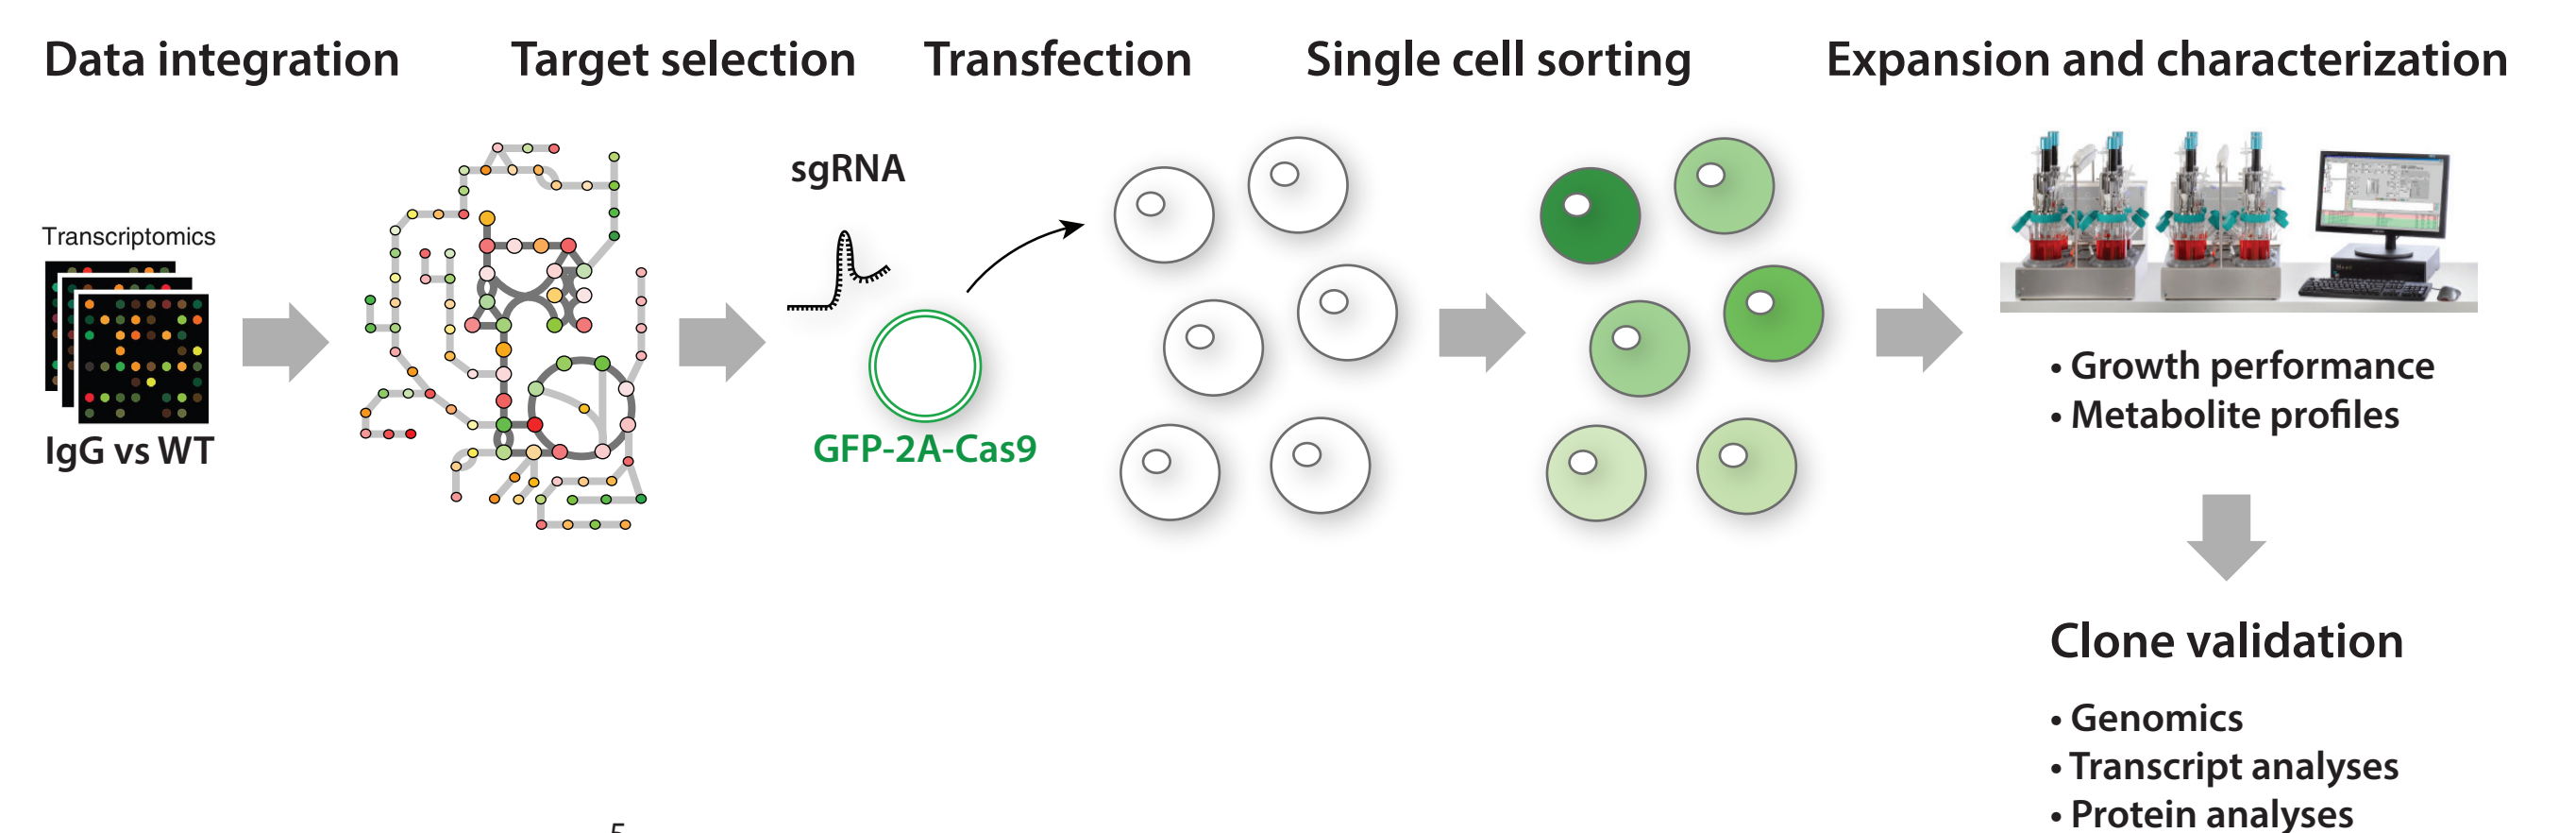 Data integration
Target selection
Transfection
Single cell sorting
Expansion and characterization
Transcriptomics
IgG vs WT
sgRNA
GFP-2A-Cas9
• Growth performance
• Metabolite profiles
Clone validation
• Genomics
• Transcript analyses
• Protein analyses
5